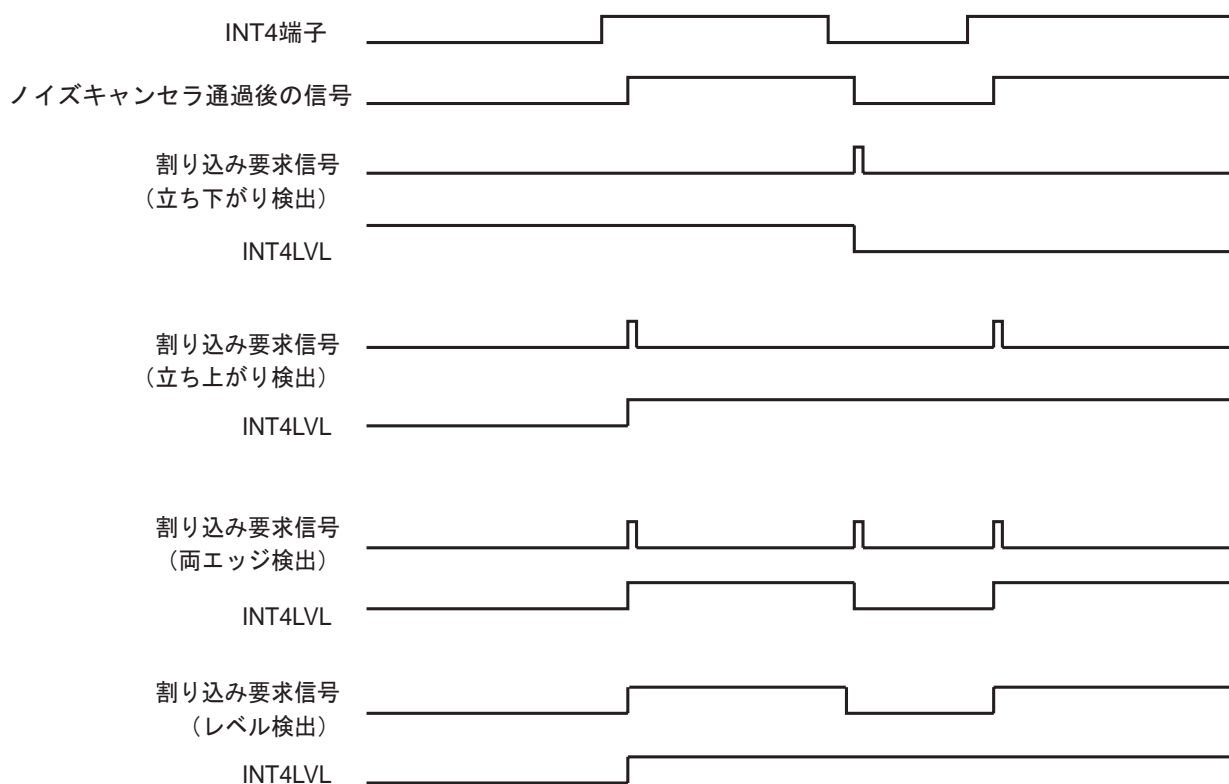 INT4端子
ノイズキャンセラ通過後の信号
割り込み要求信号
（立ち下がり検出）
INT4LVL
割り込み要求信号
（立ち上がり検出）
INT4LVL
割り込み要求信号
（両エッジ検出）
INT4LVL
割り込み要求信号
（レベル検出）
INT4LVL